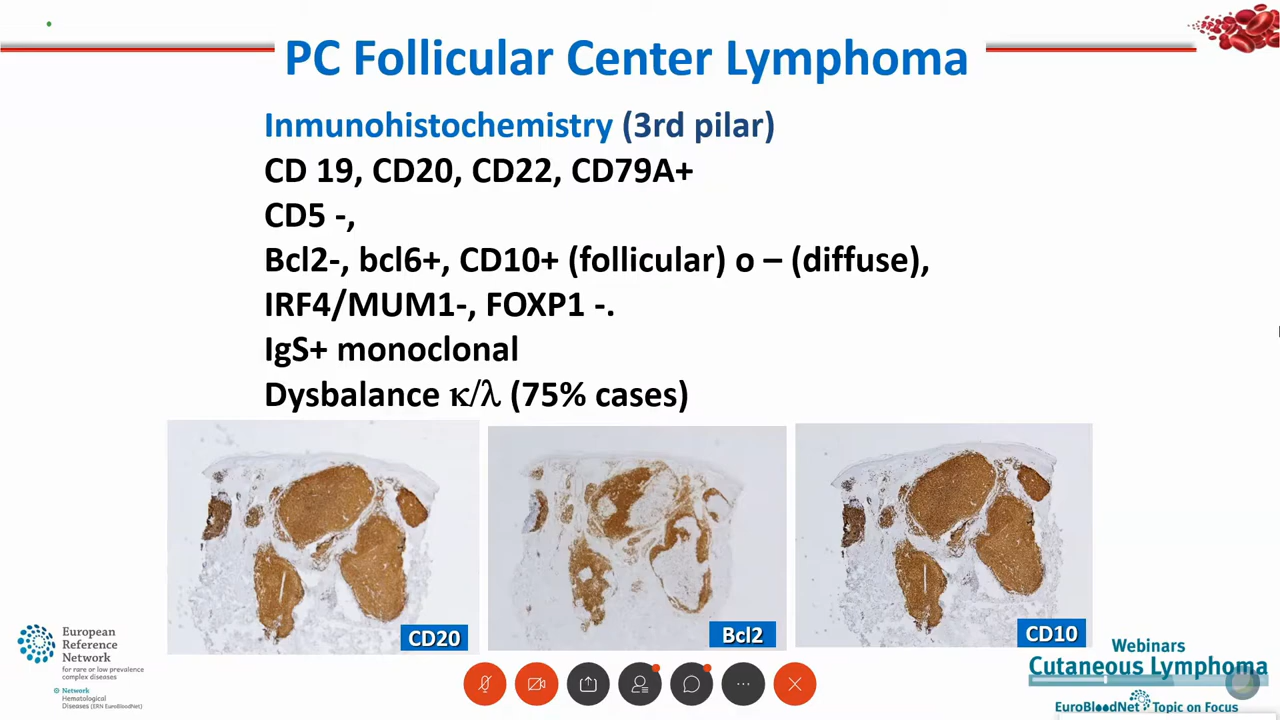 PC Follicular Center Lymphoma
Inmunohistochemistry (3rd pilar)
CD 19, CD20, CD22, CD79A+
CD5 -,
Bcl2-, bcl6+, CD10+ (follicular) o – (diffuse),
IRF4/MUM1-, FOXP1 -.
IgS+ monoclonal
Dysbalance κ/λ (75% cases)
CD20
Bcl2
CD10
European
Reference
Network
for rare or low prevalence
complex diseases
Network
Hematological
Diseases (ERN EuroBloodNet)
Webinars
Cutaneous Lymphoma
EuroBloodNet Topic on Focus